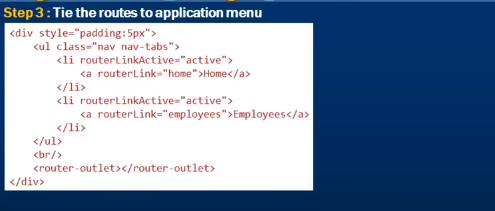 Step 3 : Tie the routes to application menu
<div style="padding:5px">
    <ul class="nav nav-tabs">
        <li routerLinkActive="active">
            <a routerLink="home">Home</a>
        </li>
        <li routerLinkActive="active">
            <a routerLink="employees">Employees</a>
        </li>
    </ul>
    <br/>
    <router-outlet></router-outlet>
</div>